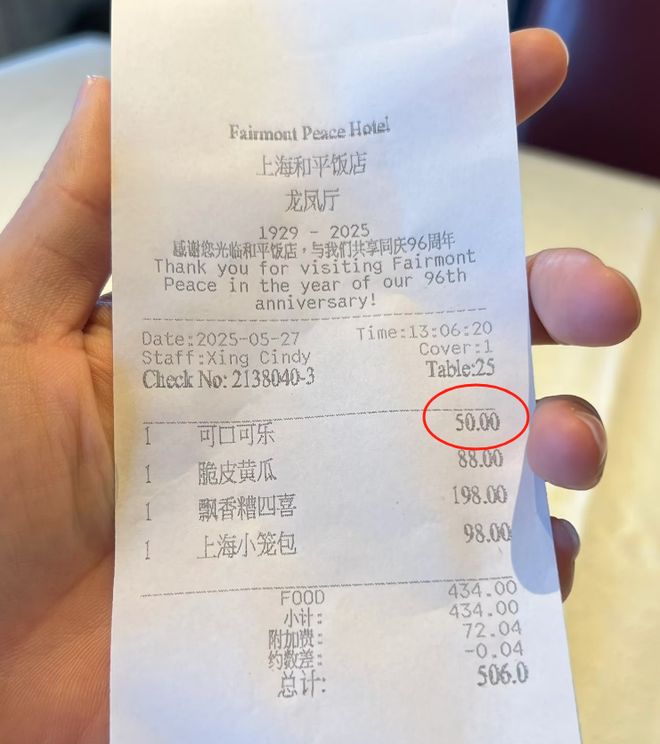 Fairmont Peace Hotel
上海和平饭店
龙凤厅
1929 - 2025
感谢您光临和平饭店，与我们共享同庆96周年
Thank you for visiting Fairmont
Peace in the year of our 96th
anniversary!
Date:2025-05-27 Time:13:06:20
Staff:Xing Cindy Cover:1
Check No: 2138040-3 Table:25
1 可口可乐 50.00
1 脆皮黄瓜 88.00
1 飘香糟四喜 198.00
1 上海小笼包 98.00
FOOD 434.00
小计: 434.00
附加费: 72.04
约数差: -0.04
总计: 506.0